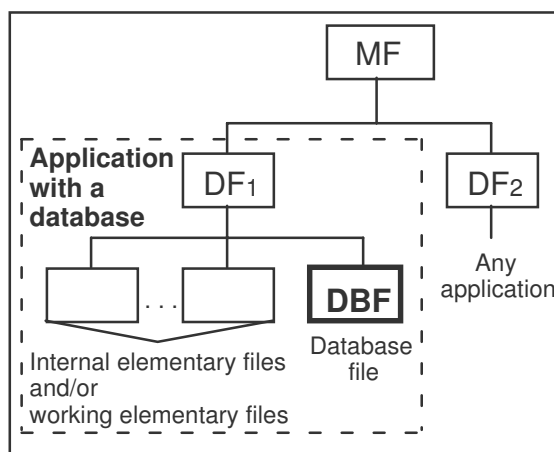 MF
Application
with a
database
DF1
DF2
Any
application
. . .
DBF
Database
file
Internal elementary files
and/or
working elementary files